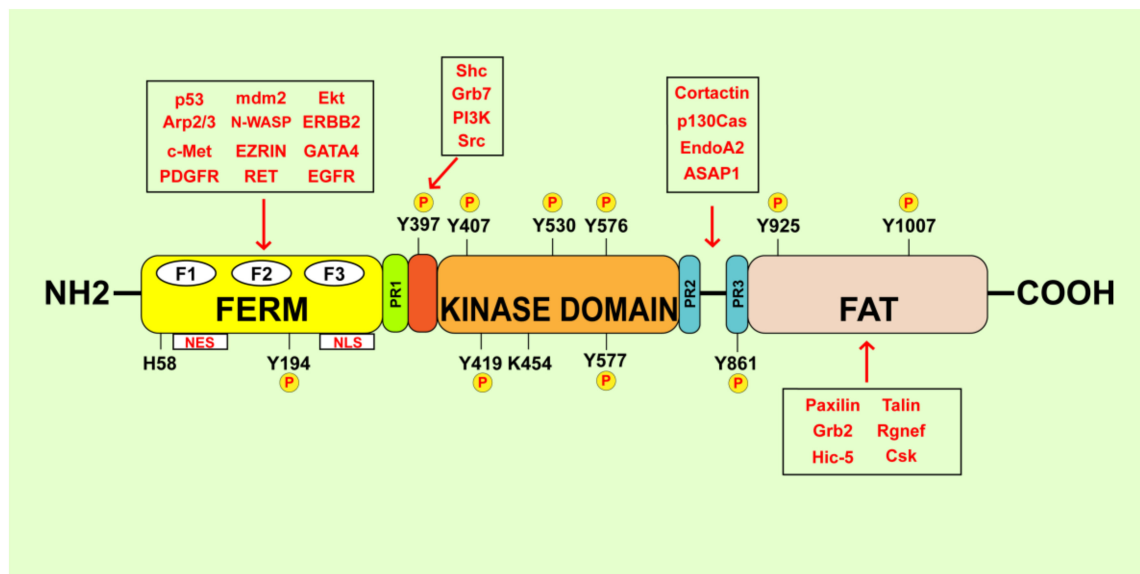 Shc
Grb7
PI3K
Src
p53 mdm2 Ekt
Arp2/3 N-WASP ERBB2
c-Met EZRIN GATA4
PDGFR RET EGFR
Cortactin
p130Cas
EndoA2
ASAP1
P P P P P P
Y397 Y407 Y530 Y576 Y925 Y1007
F1 F2 F3
NH2 FERM PR1 KINASE DOMAIN PR2 PR3 FAT COOH
NES NLS
H58 Y194 Y419 K454 Y577 Y861
P P P P
Paxilin Talin
Grb2 Rgnef
Hic-5 Csk